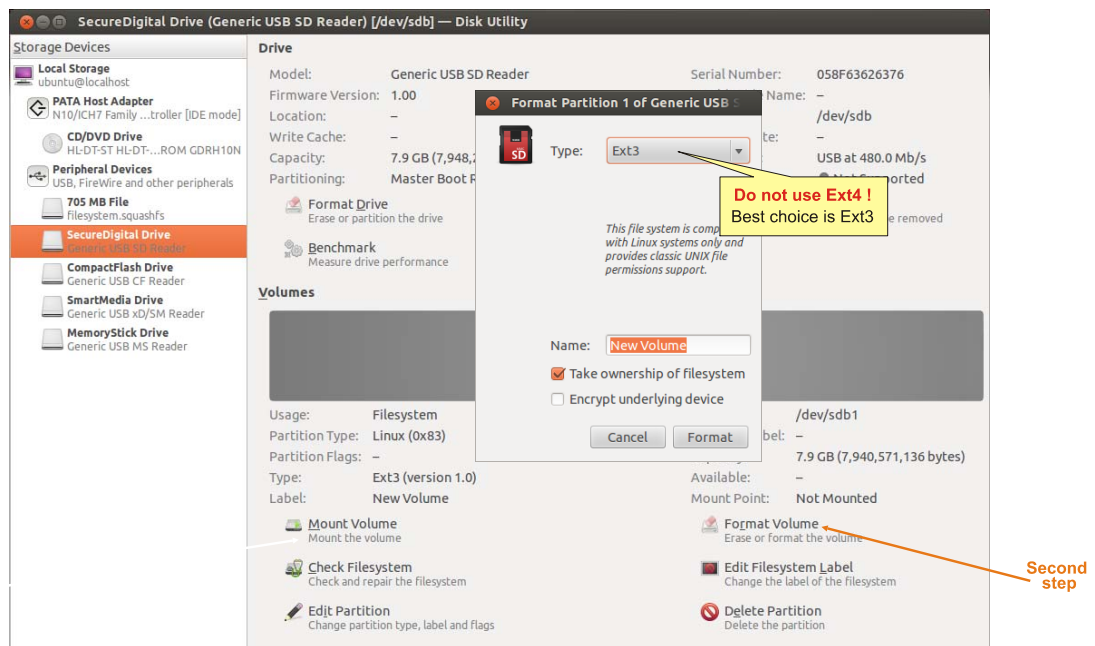 SecureDigital Drive (Generic USB SD Reader) [/dev/sdb] — Disk Utility
Storage Devices
Local Storage
ubuntu@localhost
PATA Host Adapter
N10/ICH7 Family ...troller [IDE mode]
CD/DVD Drive
HL-DT-ST HL-DT-...ROM GDRH10N
Peripheral Devices
USB, FireWire and other peripherals
705 MB File
filesystem.squashfs
SecureDigital Drive
Generic USB SD Reader
CompactFlash Drive
Generic USB CF Reader
SmartMedia Drive
Generic USB xD/SM Reader
MemoryStick Drive
Generic USB MS Reader
Drive
Model: Generic USB SD Reader
Serial Number: 058F63626376
Firmware Version: 1.00
Name: –
Location: –
/dev/sdb
Write Cache: –
–
Capacity: 7.9 GB (7,948,
USB at 480.0 Mb/s
Partitioning: Master Boot
Format Drive
Erase or partition the drive
be removed
Benchmark
Measure drive performance
Format Partition 1 of Generic USB S
SD
Type: Ext3
Do not use Ext4 !
Best choice is Ext3
This file system is
with Linux systems only and
provides classic UNIX file
permissions support.
Name: New Volume
Take ownership of filesystem
Encrypt underlying device
Cancel Format
Volumes
Usage: Filesystem
/dev/sdb1
Partition Type: Linux (0x83)
–
Partition Flags: –
7.9 GB (7,940,571,136 bytes)
Type: Ext3 (version 1.0)
Available: –
Label: New Volume
Mount Point: Not Mounted
Mount Volume
Mount the volume
Format Volume
Erase or format the volume
Check Filesystem
Check and repair the filesystem
Edit Filesystem Label
Change the label of the filesystem
Edit Partition
Change partition type, label and flags
Delete Partition
Delete the partition
Second
step